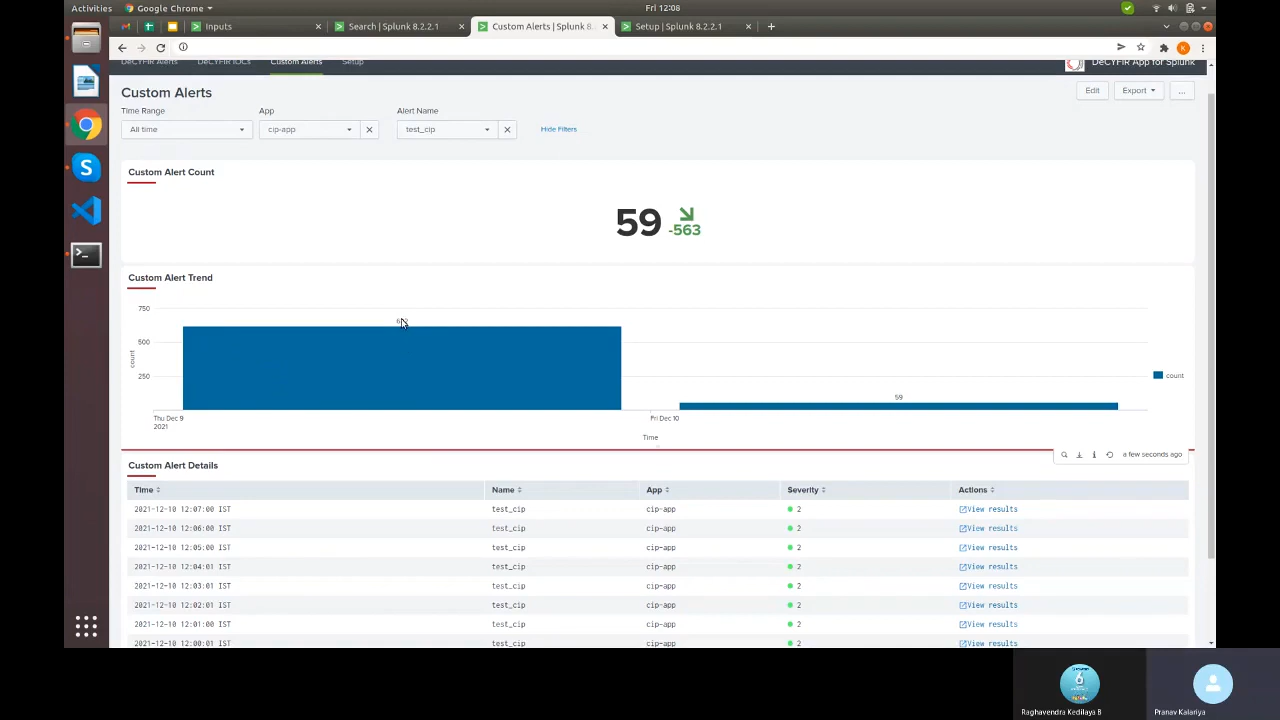 Activities
Google Chrome
Fri 12:08
Inputs
Search | Splunk 8.2.2.1
Custom Alerts | Splunk 8.
Setup | Splunk 8.2.2.1
K
DeCYFIR Alerts
DeCYFIR IOCs
Custom Alerts
Setup
DeCYFIR App for Splunk
Custom Alerts
Edit
Export
...
Time Range
App
Alert Name
All time
cip-app
test_cip
Hide Filters
Custom Alert Count
59
-563
Custom Alert Trend
750
500
250
count
59
count
Thu Dec 9
2021
Fri Dec 10
Time
a few seconds ago
Custom Alert Details
Time Name App Severity Actions
2021-12-10 12:07:00 IST test_cip cip-app 2 View results
2021-12-10 12:06:00 IST test_cip cip-app 2 View results
2021-12-10 12:05:00 IST test_cip cip-app 2 View results
2021-12-10 12:04:01 IST test_cip cip-app 2 View results
2021-12-10 12:03:01 IST test_cip cip-app 2 View results
2021-12-10 12:02:01 IST test_cip cip-app 2 View results
2021-12-10 12:01:00 IST test_cip cip-app 2 View results
2021-12-10 12:00:01 IST test_cip cip-app 2 View results
6
Raghavendra Kedilaya B
Pranav Kalariya